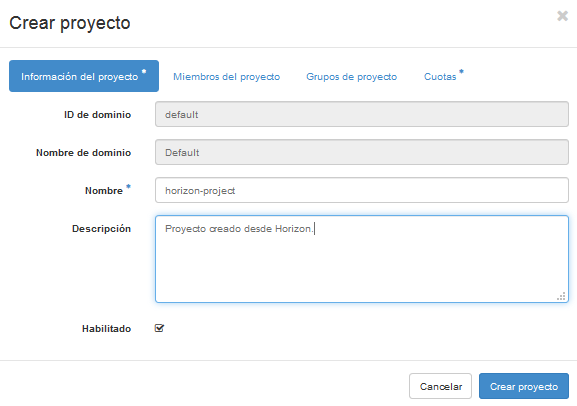 Crear proyecto
×
Información del proyecto *
Miembros del proyecto
Grupos de proyecto
Cuotas *
ID de dominio
default
Nombre de dominio
Default
Nombre *
horizon-project
Descripción
Proyecto creado desde Horizon.
Habilitado
Cancelar
Crear proyecto